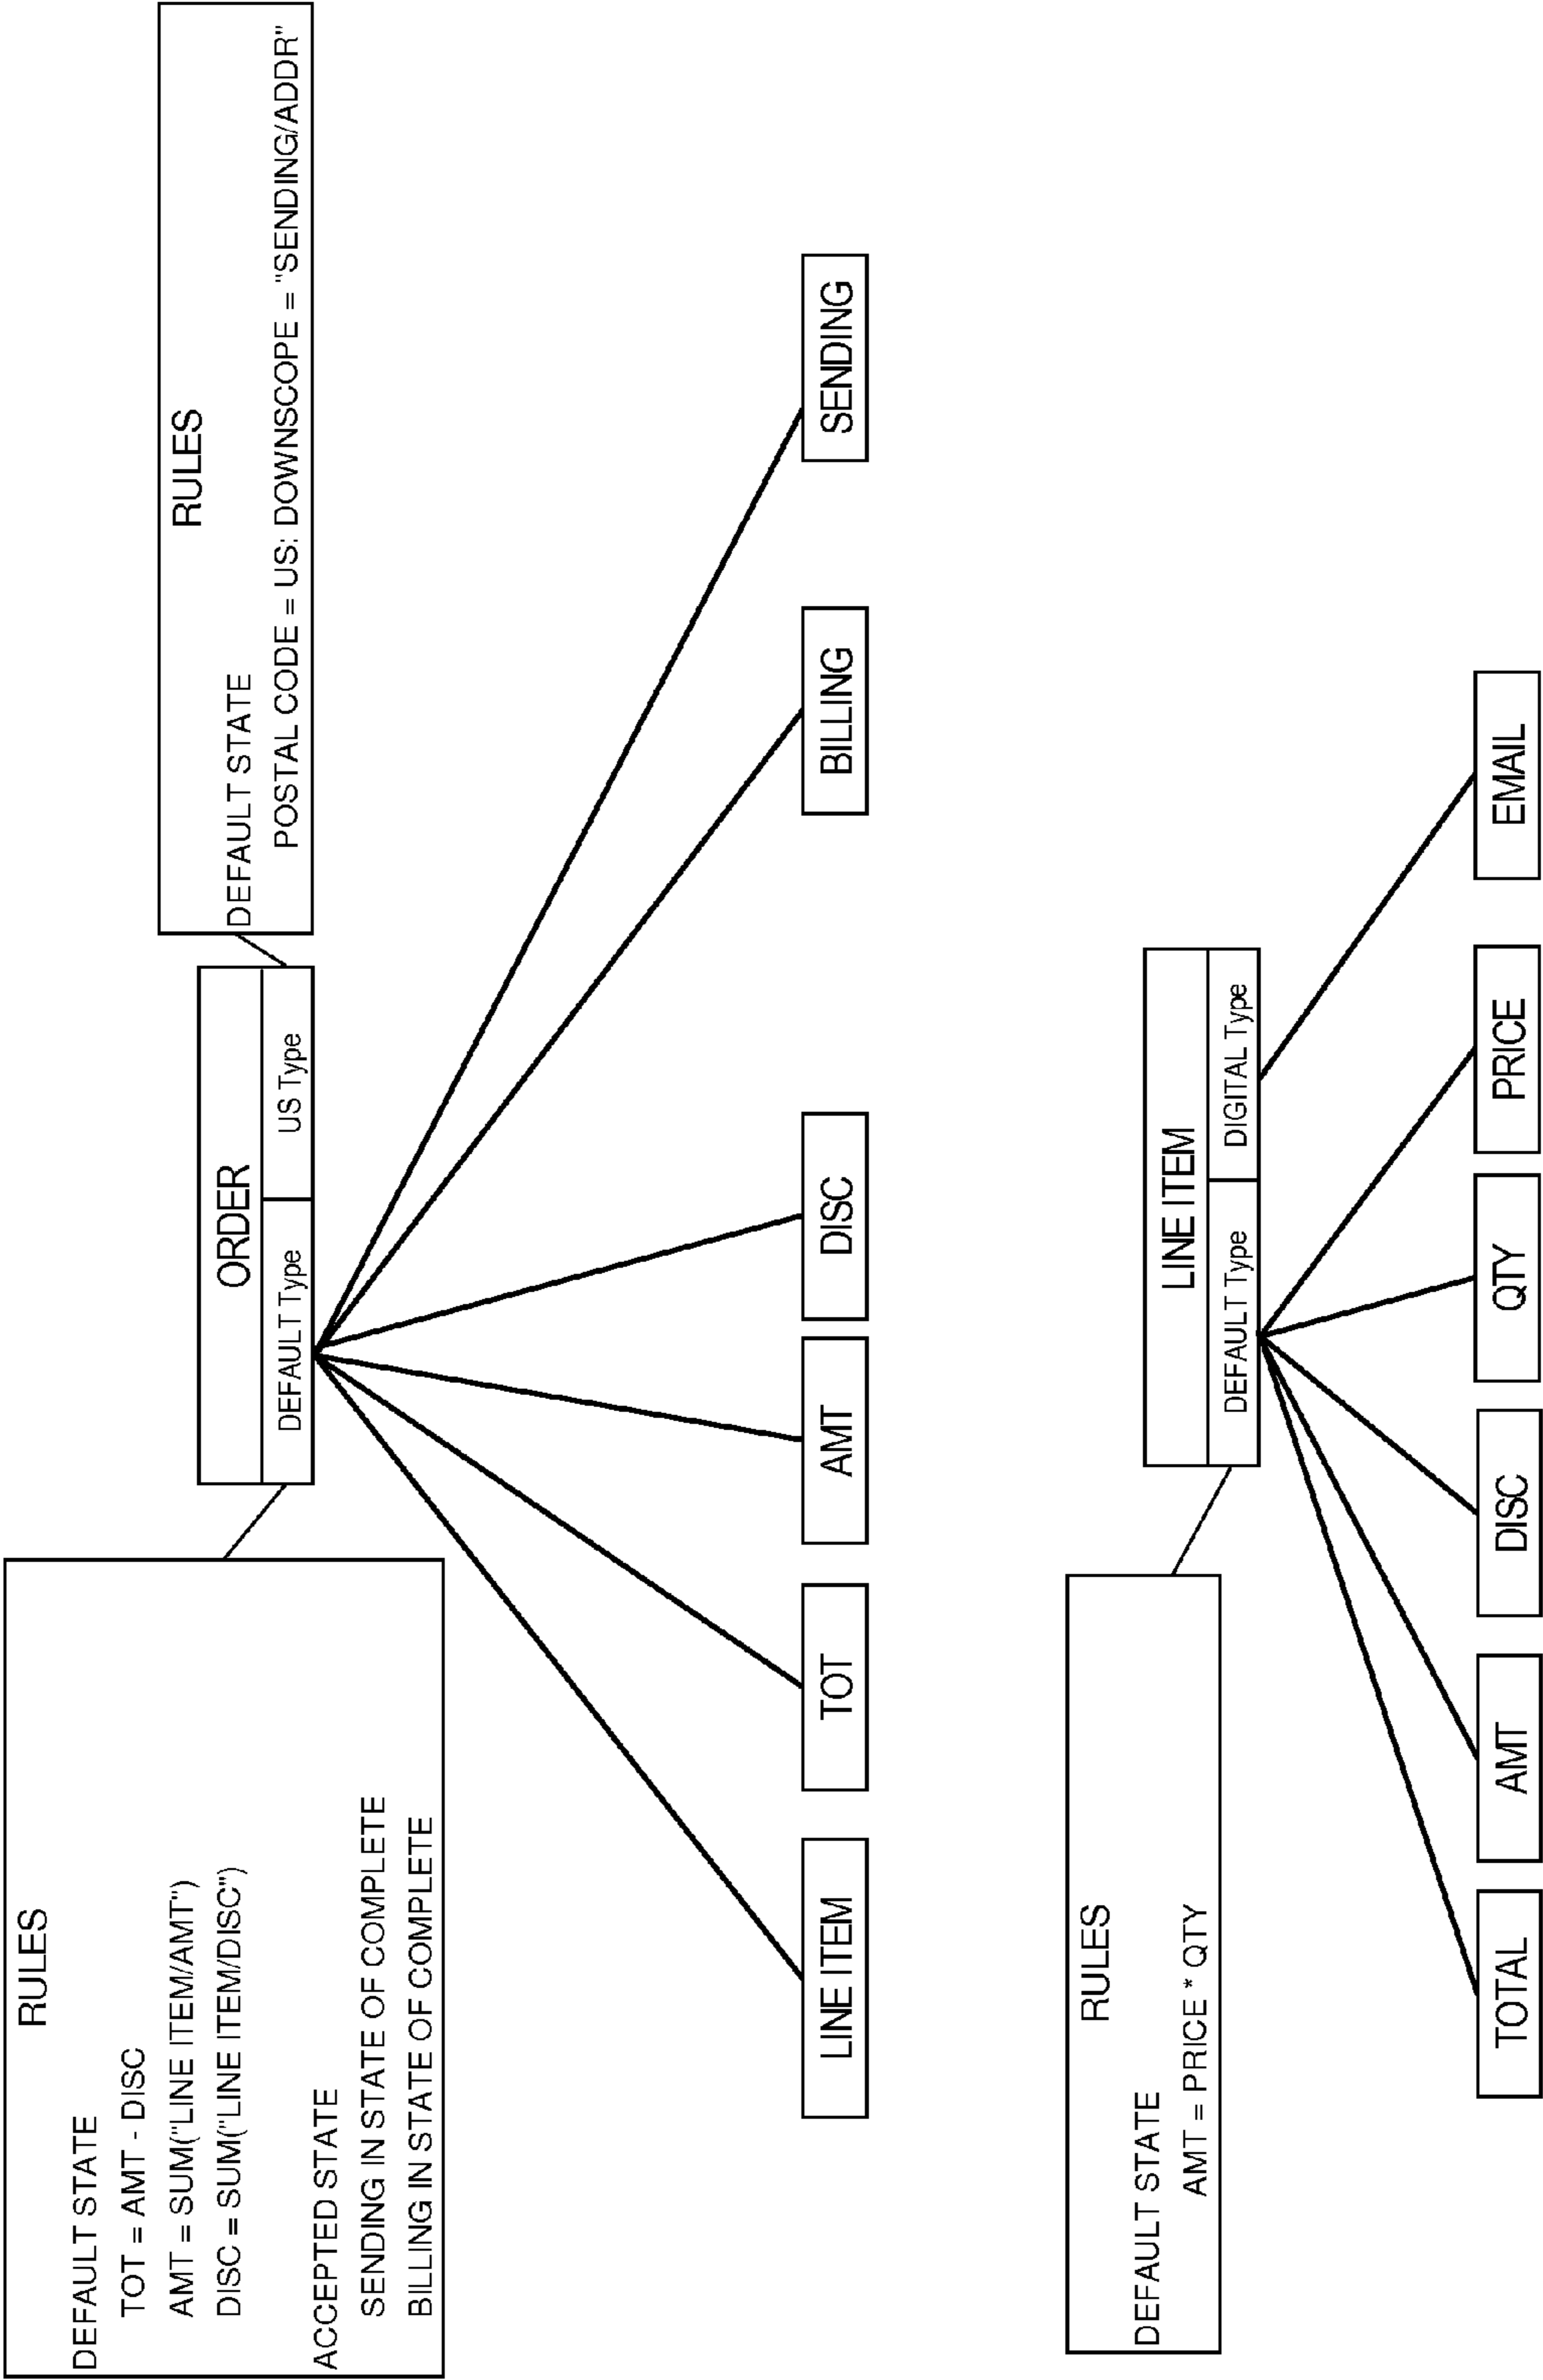 RULES
DEFAULT STATE
TOT = AMT - DISC
AMT = SUM("LINE ITEM/AMT")
DISC = SUM("LINE ITEM/DISC")
ACCEPTED STATE
SENDING IN STATE OF COMPLETE
BILLING IN STATE OF COMPLETE
ORDER
DEFAULT Type
US Type
RULES
DEFAULT STATE
POSTAL CODE = US: DOWNSCOPE = "SENDING/ADDR"
LINE ITEM
TOT
AMT
DISC
BILLING
SENDING
RULES
DEFAULT STATE
AMT = PRICE * QTY
LINE ITEM
DEFAULT Type
DIGITAL Type
TOTAL
AMT
DISC
QTY
PRICE
EMAIL